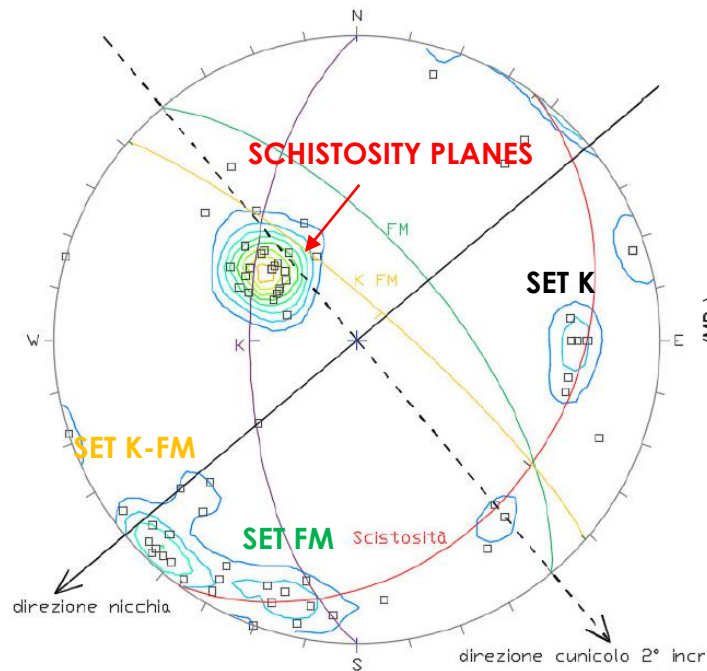 N
SCHISTOSITY PLANES
FM
K FM
SET K
W
K
E
SET K-FM
SET FM
Scistosità
direzione nicchia
S
direzione cunicolo 2° incr